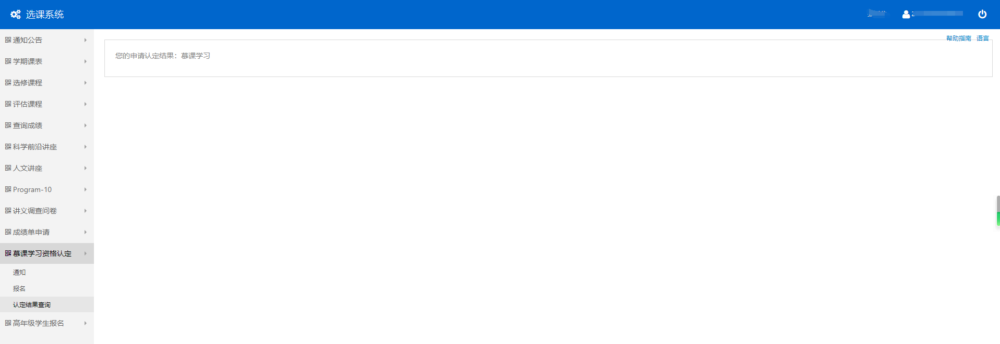 选课系统
帮助指南 语言
通知公告
学期课表
选修课程
评估课程
查询成绩
科学前沿讲座
人文讲座
Program-10
讲义调查问卷
成绩单申请
慕课学习资格认定
通知
报名
认定结果查询
高年级学生报名
您的申请认定结果：慕课学习